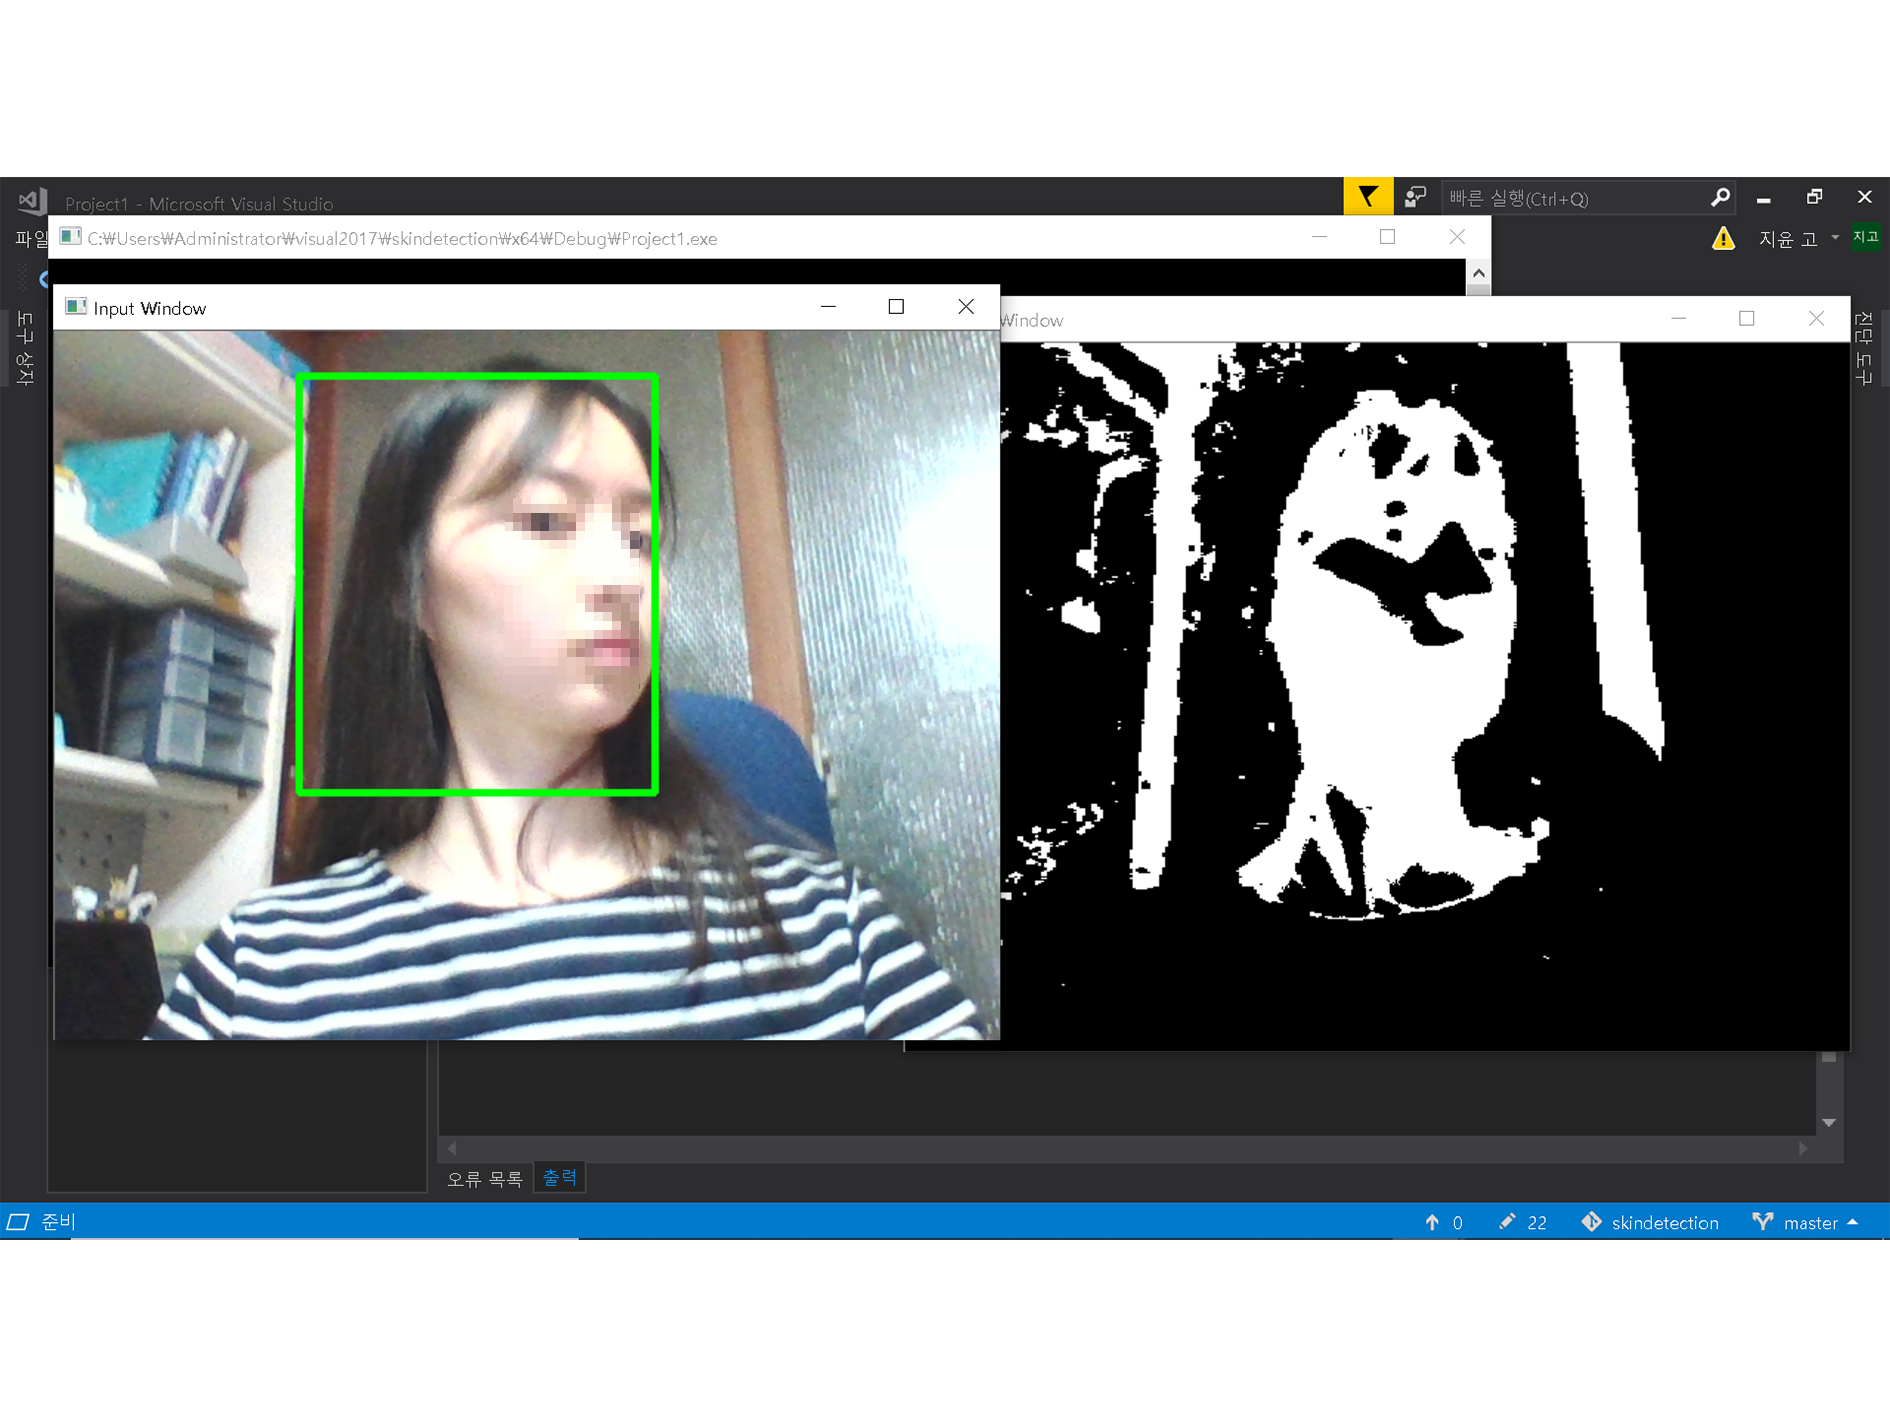 Project1 - Microsoft Visual Studio
빠른 실행(Ctrl+Q)
파일
C:₩Users₩Administrator₩visual2017₩skindetection₩x64₩Debug₩Project1.exe
지윤 고
지고
Input Window
Window
도구 상자
진단 도구
오류 목록
출력
준비
0
22
skindetection
master